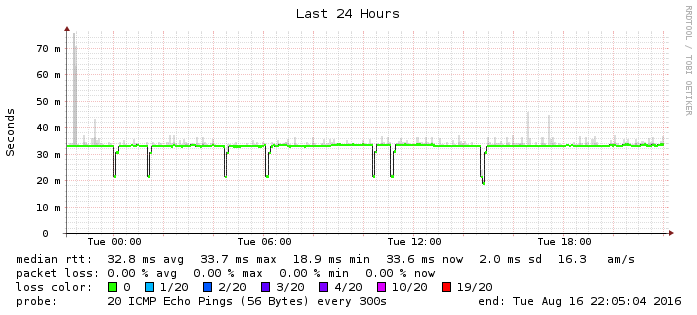 Last 24 Hours
RRDTOOL / TOBI OETIKER
Seconds
70 m
60 m
50 m
40 m
30 m
20 m
10 m
0
Tue 00:00 Tue 06:00 Tue 12:00 Tue 18:00
median rtt: 32.8 ms avg 33.7 ms max 18.9 ms min 33.6 ms now 2.0 ms sd 16.3 am/s
packet loss: 0.00 % avg 0.00 % max 0.00 % min 0.00 % now
loss color: 0 1/20 2/20 3/20 4/20 10/20 19/20
probe: 20 ICMP Echo Pings (56 Bytes) every 300s end: Tue Aug 16 22:05:04 2016